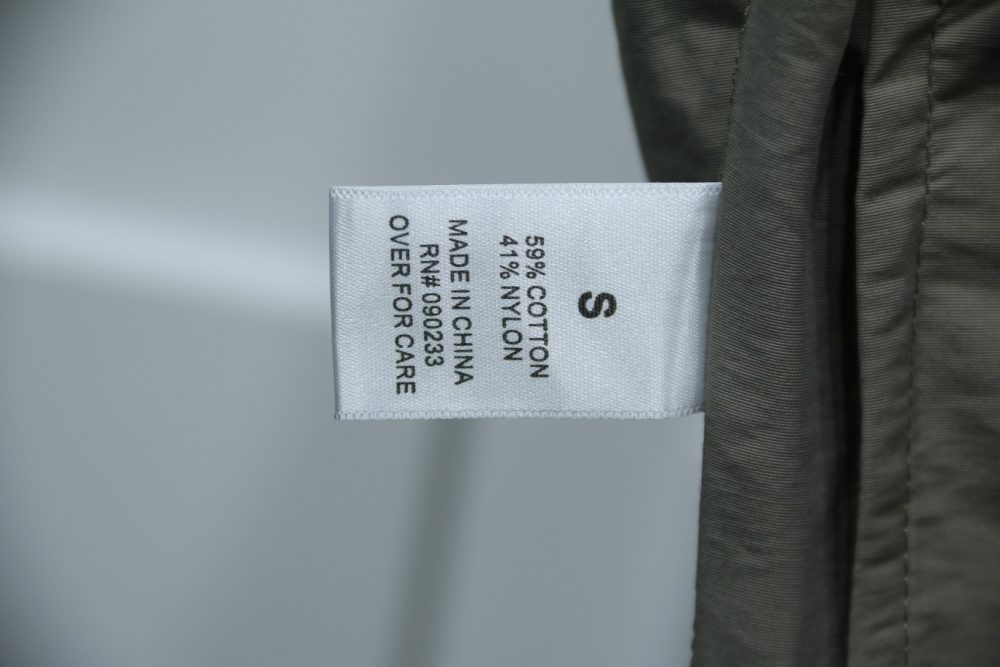 S
59% COTTON
41% NYLON
MADE IN CHINA
RN# 090233
OVER FOR CARE